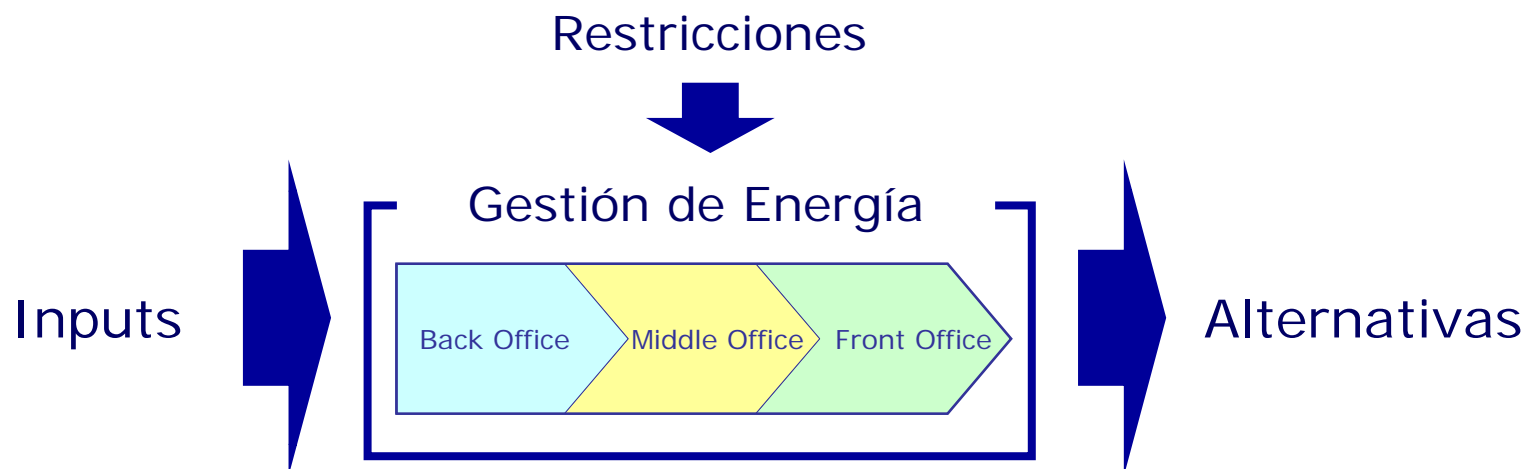 Restricciones
Gestión de Energía
Inputs
Back Office
Middle Office
Front Office
Alternativas